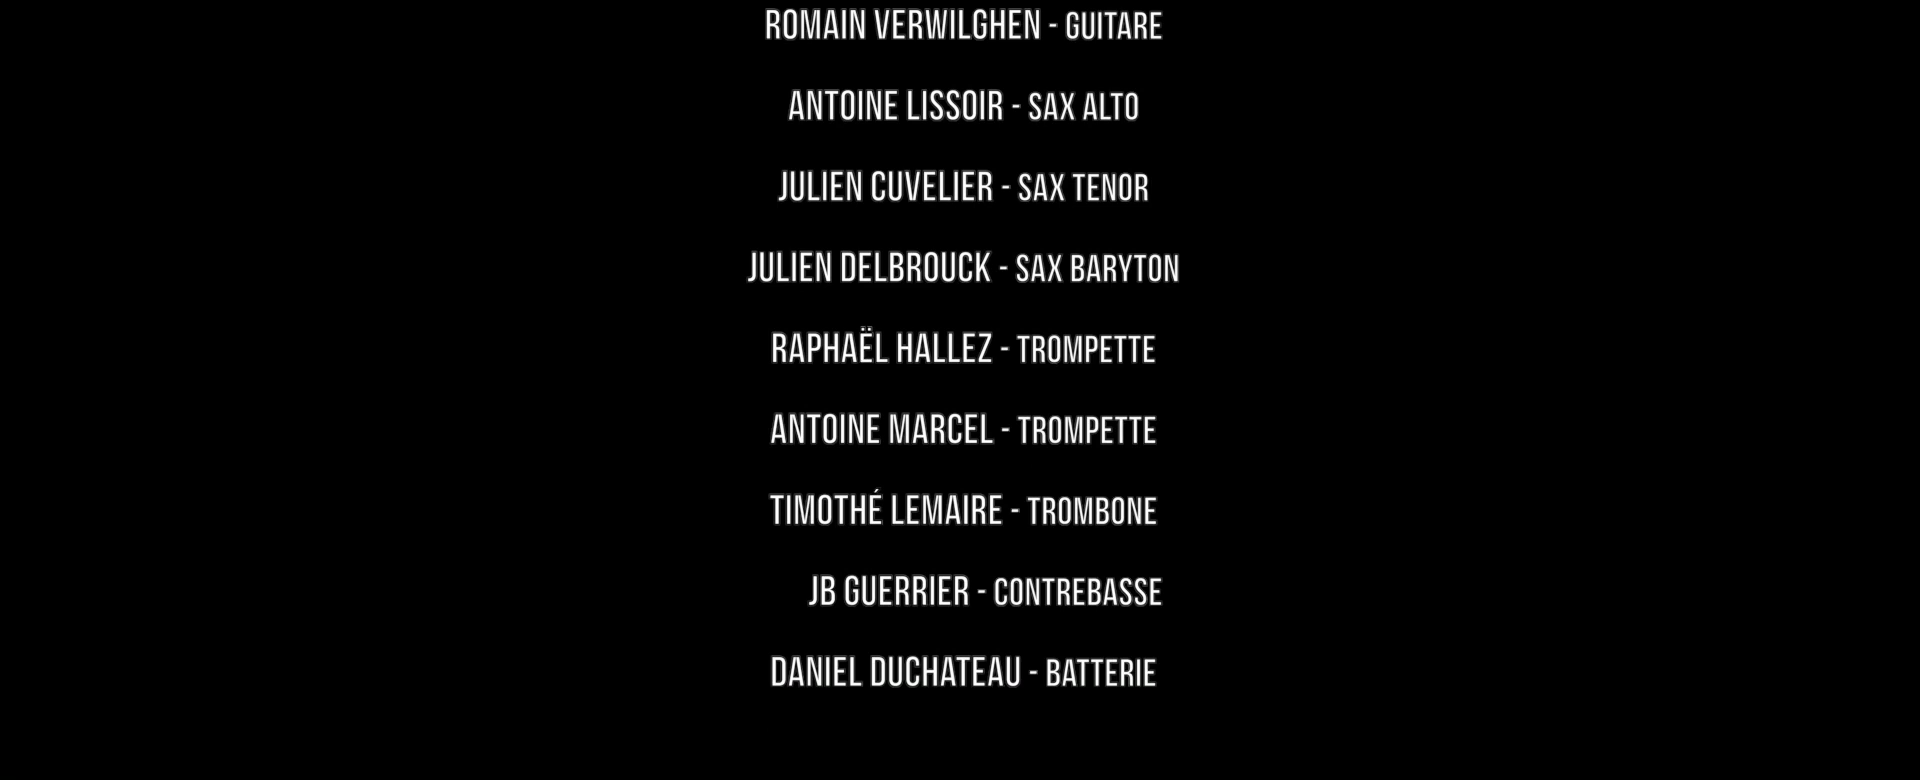 ROMAIN VERWILGHEN - GUITARE
ANTOINE LISSOIR - SAX ALTO
JULIEN CUVELIER - SAX TENOR
JULIEN DELBROUCK - SAX BARYTON
RAPHAËL HALLEZ - TROMPETTE
ANTOINE MARCEL - TROMPETTE
TIMOTHÉ LEMAIRE - TROMBONE
JB GUERRIER - CONTREBASSE
DANIEL DUCHATEAU - BATTERIE